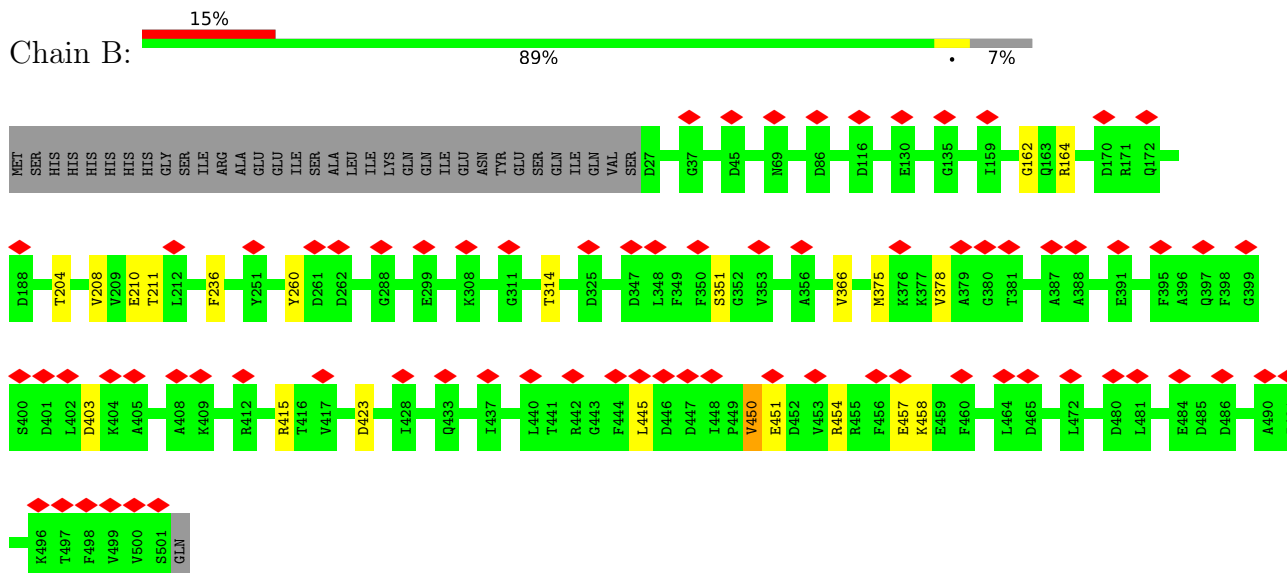 15%
Chain B:
89%
•
7%
MET SER HIS HIS HIS HIS HIS HIS GLY SER ILE ARG ALA GLU GLU ILE SER ALA LEU ILE LYS GLN GLN ILE GLU ASN TYR GLU SER GLN ILE GLN VAL SER D27 G37 D45 N69 D86 D116 E130 G135 I159 G162 Q163 R164 D170 R171 Q172
D188 T204 V208 V209 E210 T211 L212 F236 Y251 Y260 D261 D262 G288 E299 K308 G311 T314 D325 D347 L348 F349 F350 S351 G352 V353 A356 V366 M375 K376 K377 V378 A379 G380 T381 A387 A388 E391 F395 A396 Q397 F398 G399
S400 D401 L402 D403 K404 A405 A408 K409 R412 R415 T416 V417 D423 I428 Q433 I437 L440 T441 R442 G443 F444 L445 D446 D447 I448 P449 V450 E451 D452 V453 R454 R455 F456 E457 K458 E459 F460 L464 D465 L472 D480 L481 E484 D485 D486 A490
K496 T497 F498 V499 V500 S501 GLN